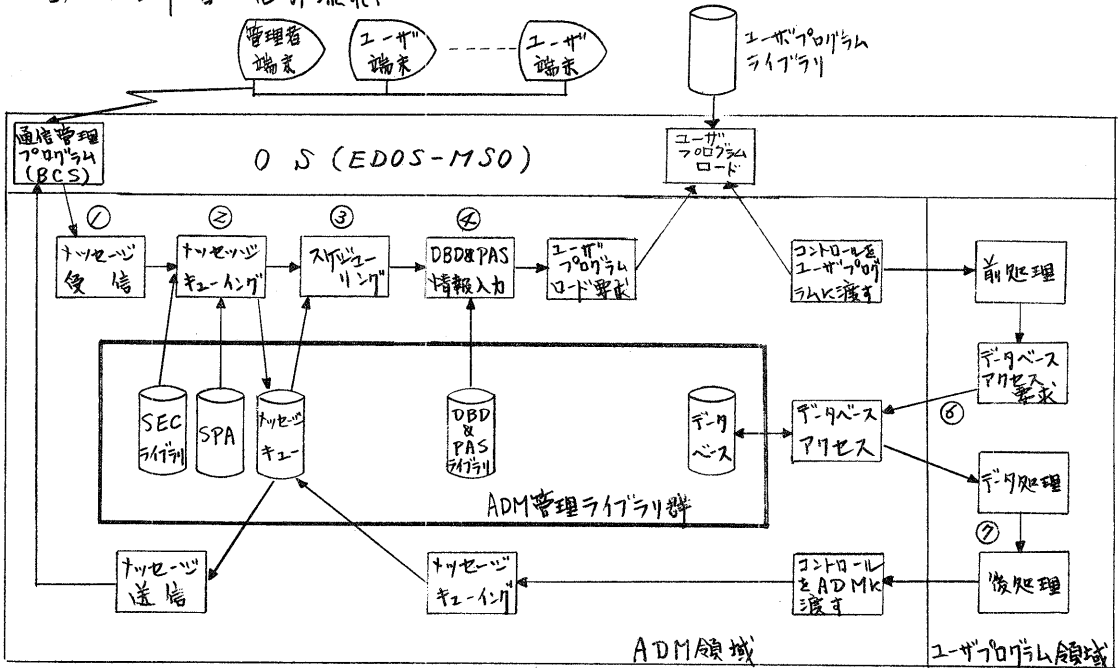 管理者
端末
ユーザ
端末
ユーザ
端末
ユーザプログラム
ライブラリ
通信管理
プログラム
(BCS)
OS (EDOS-MSO)
ユーザ
プログラム
ロード
①
②
③
④
メッセージ
受信
メッセッジ
キューイング
スケジュー
リング
DBD&PAS
情報入力
ユーザ
プログラム
ロード要求
コントロールを
ユーザプログ
ラムに渡す
前処理
データベース
アクセス
要求
⑥
SEC
ライブラリ
SPA
メッセージ
キュー
DBD
&
PAS
ライブラリ
データ
ベース
データベース
アクセス
データ処理
ADM管理ライブラリ群
⑦
メッセージ
送信
メッセージ
キューイング
コントロール
をADMに
渡す
後処理
ADM領域
ユーザプログラム領域